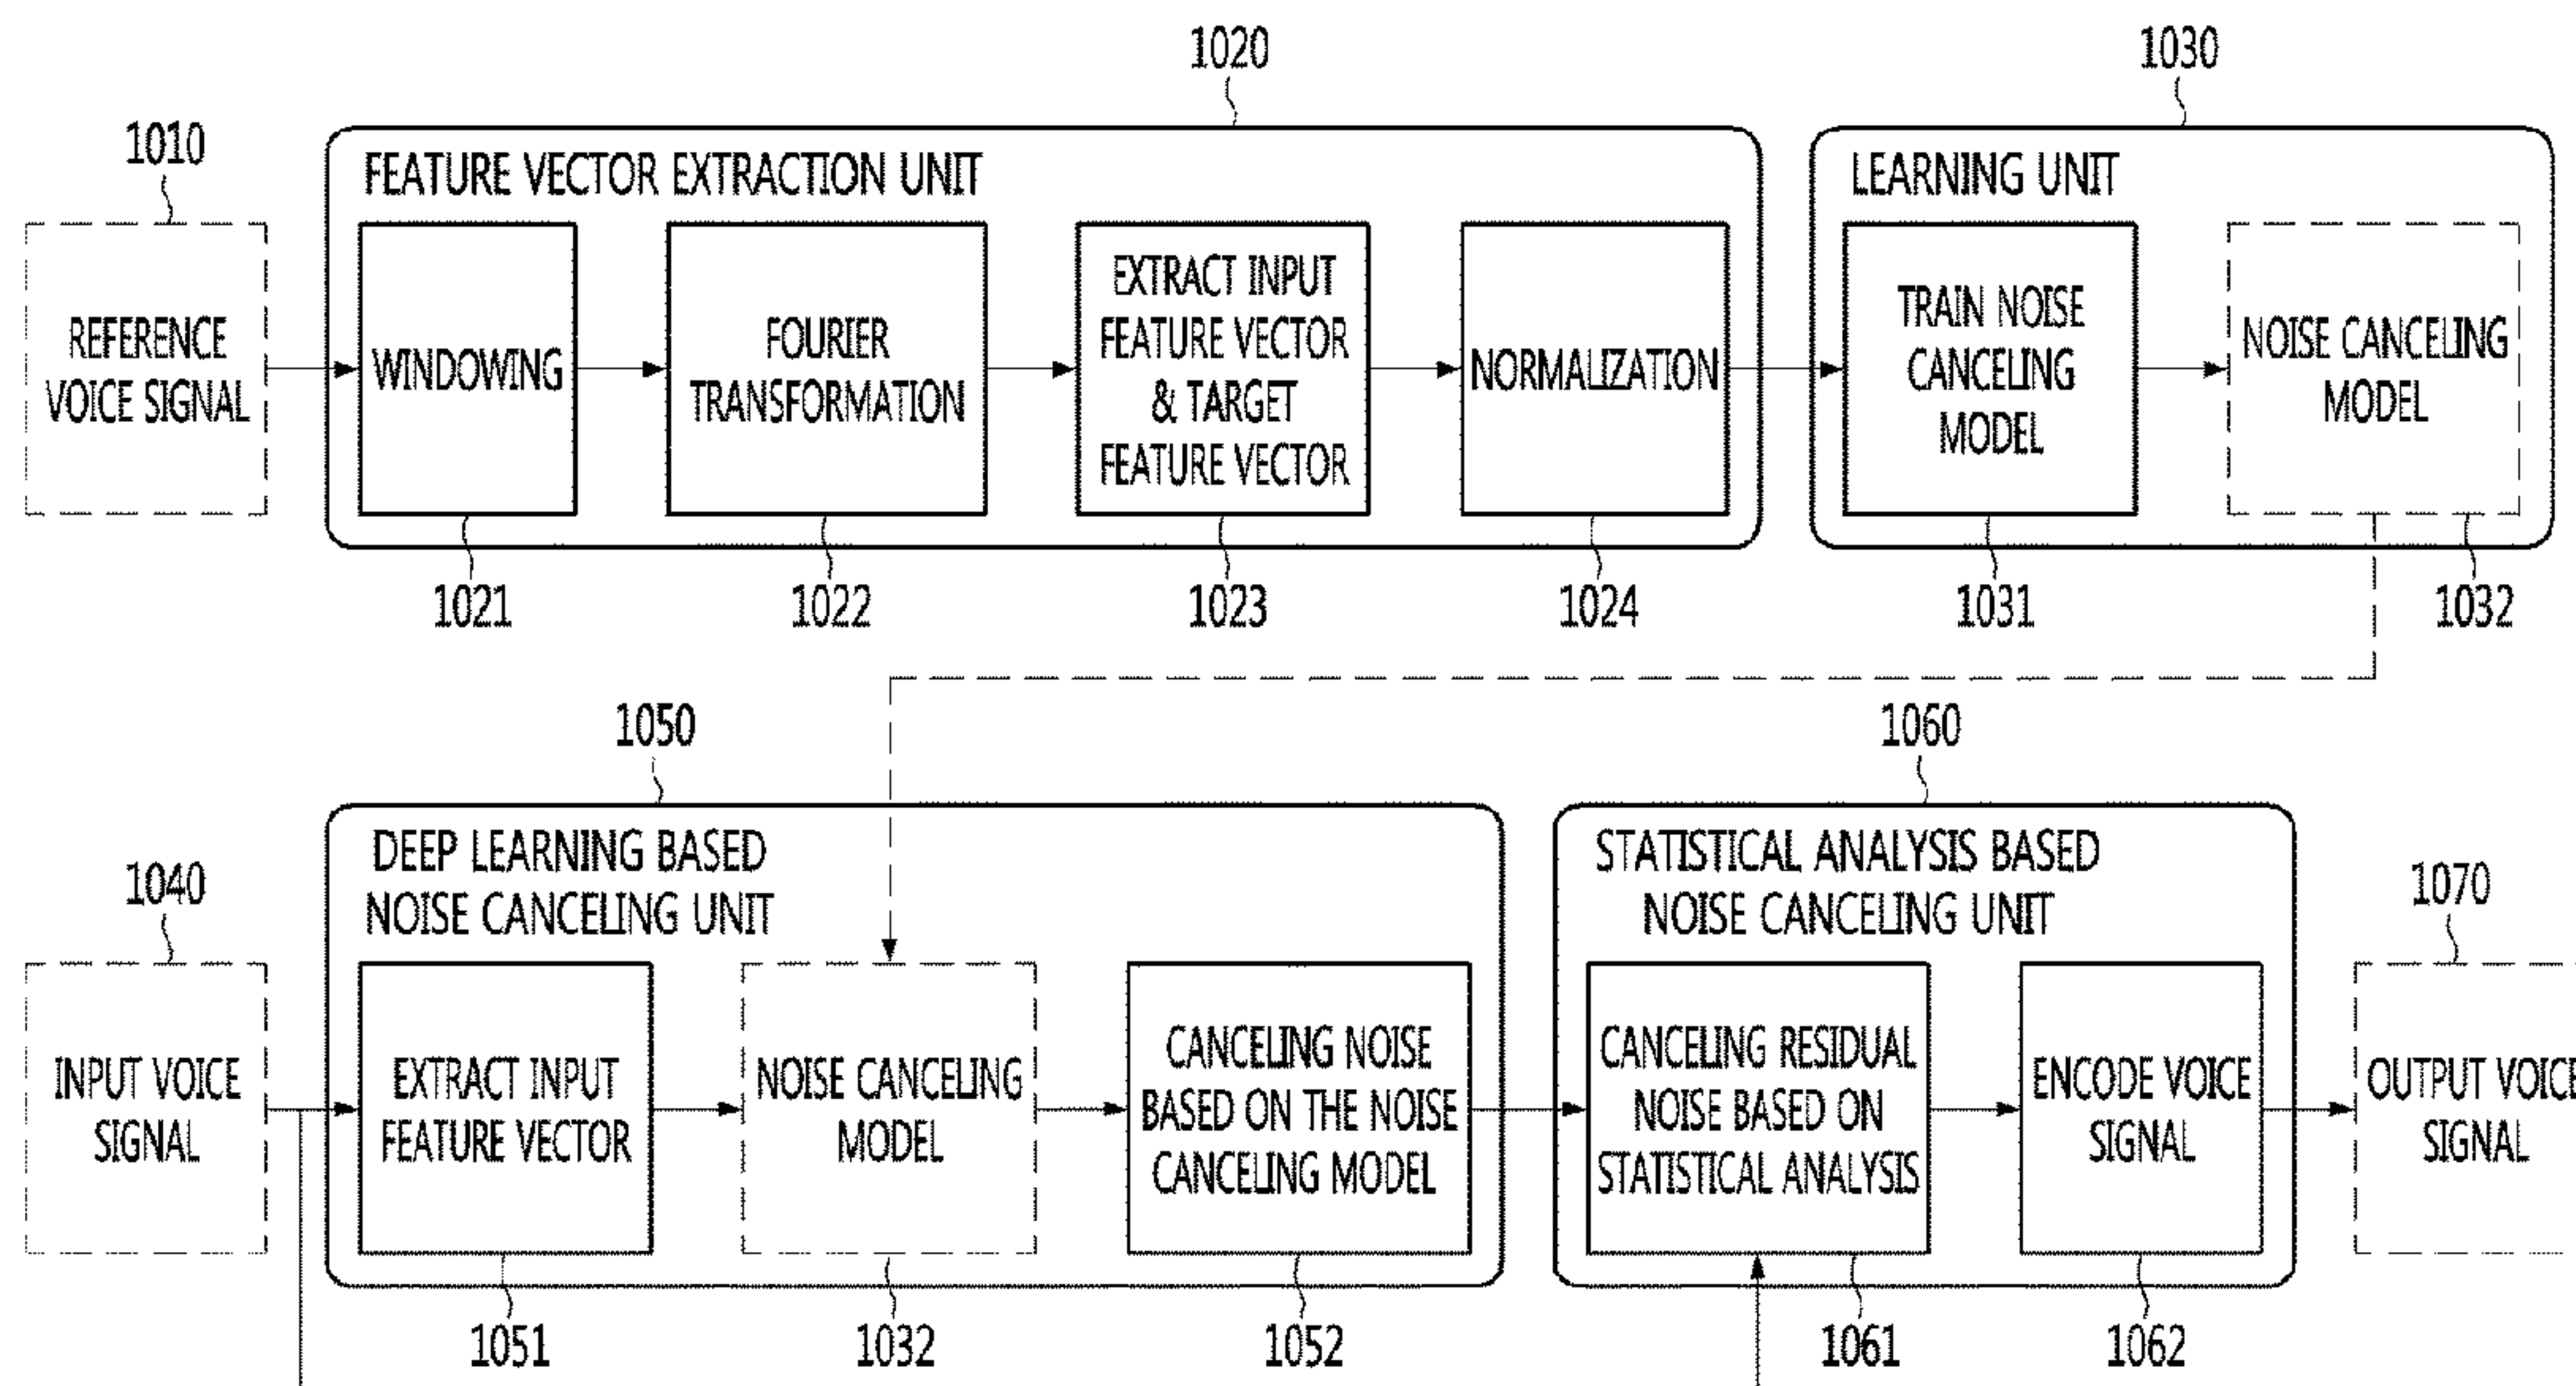 1020
1030
1010
FEATURE VECTOR EXTRACTION UNIT
LEARNING UNIT
REFERENCE
VOICE SIGNAL
WINDOWING
FOURIER
TRANSFORMATION
EXTRACT INPUT
FEATURE VECTOR
& TARGET
FEATURE VECTOR
NORMALIZATION
TRAIN NOISE
CANCELING
MODEL
NOISE CANCELING
MODEL
1021
1022
1023
1024
1031
1032
1050
1060
1040
DEEP LEARNING BASED
NOISE CANCELING UNIT
STATISTICAL ANALYSIS BASED
NOISE CANCELING UNIT
1070
INPUT VOICE
SIGNAL
EXTRACT INPUT
FEATURE VECTOR
NOISE CANCELING
MODEL
CANCELING NOISE
BASED ON THE NOISE
CANCELING MODEL
CANCELING RESIDUAL
NOISE BASED ON
STATISTICAL ANALYSIS
ENCODE VOICE
SIGNAL
OUTPUT VOICE
SIGNAL
1051
1032
1052
1061
1062